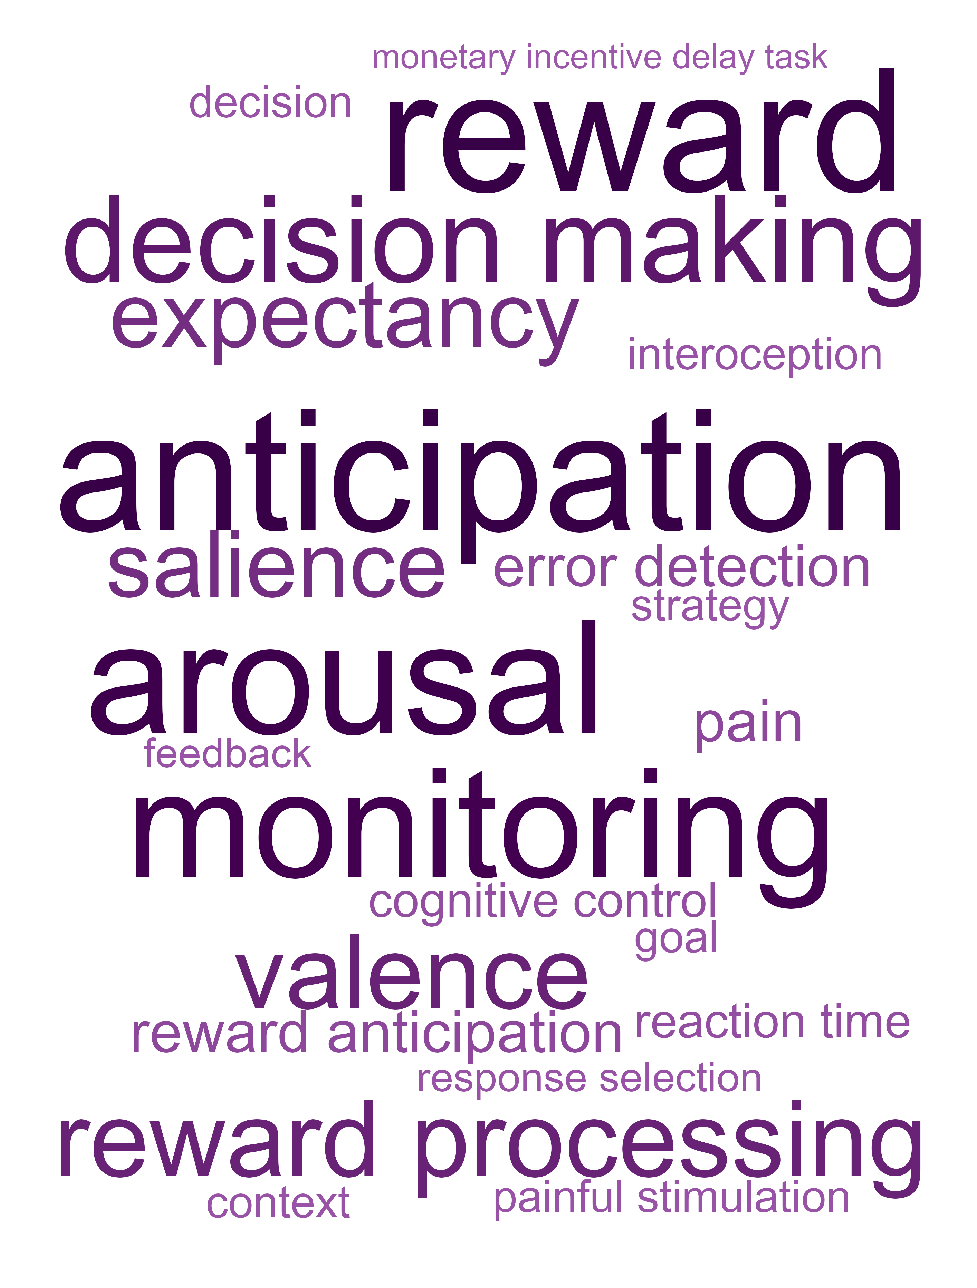 monetary incentive delay task
decision
reward
decision making
expectancy
interoception
anticipation
salience
error detection
strategy
arousal
pain
feedback
monitoring
cognitive control
goal
valence
reward anticipation
reaction time
response selection
reward processing
context
painful stimulation